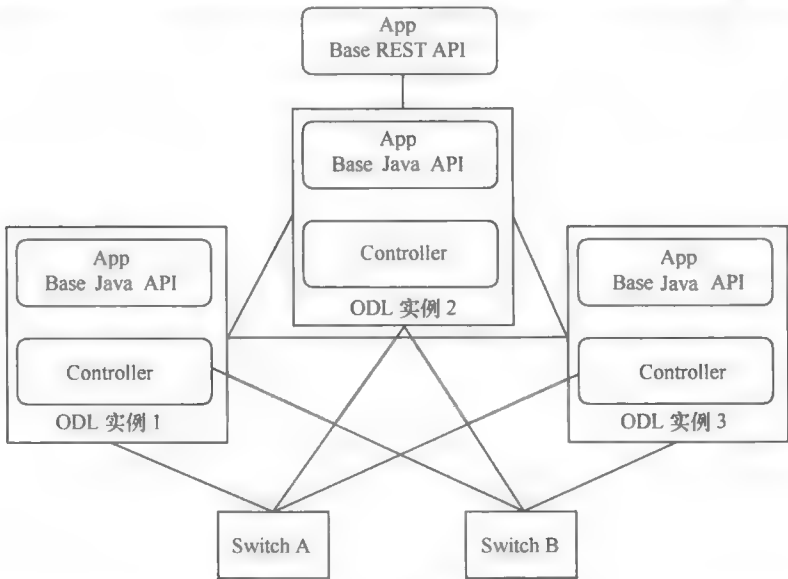 App
Base REST API
App
Base Java API
Controller
ODL 实例 2
App
Base Java API
Controller
ODL 实例 1
App
Base Java API
Controller
ODL 实例 3
Switch A
Switch B